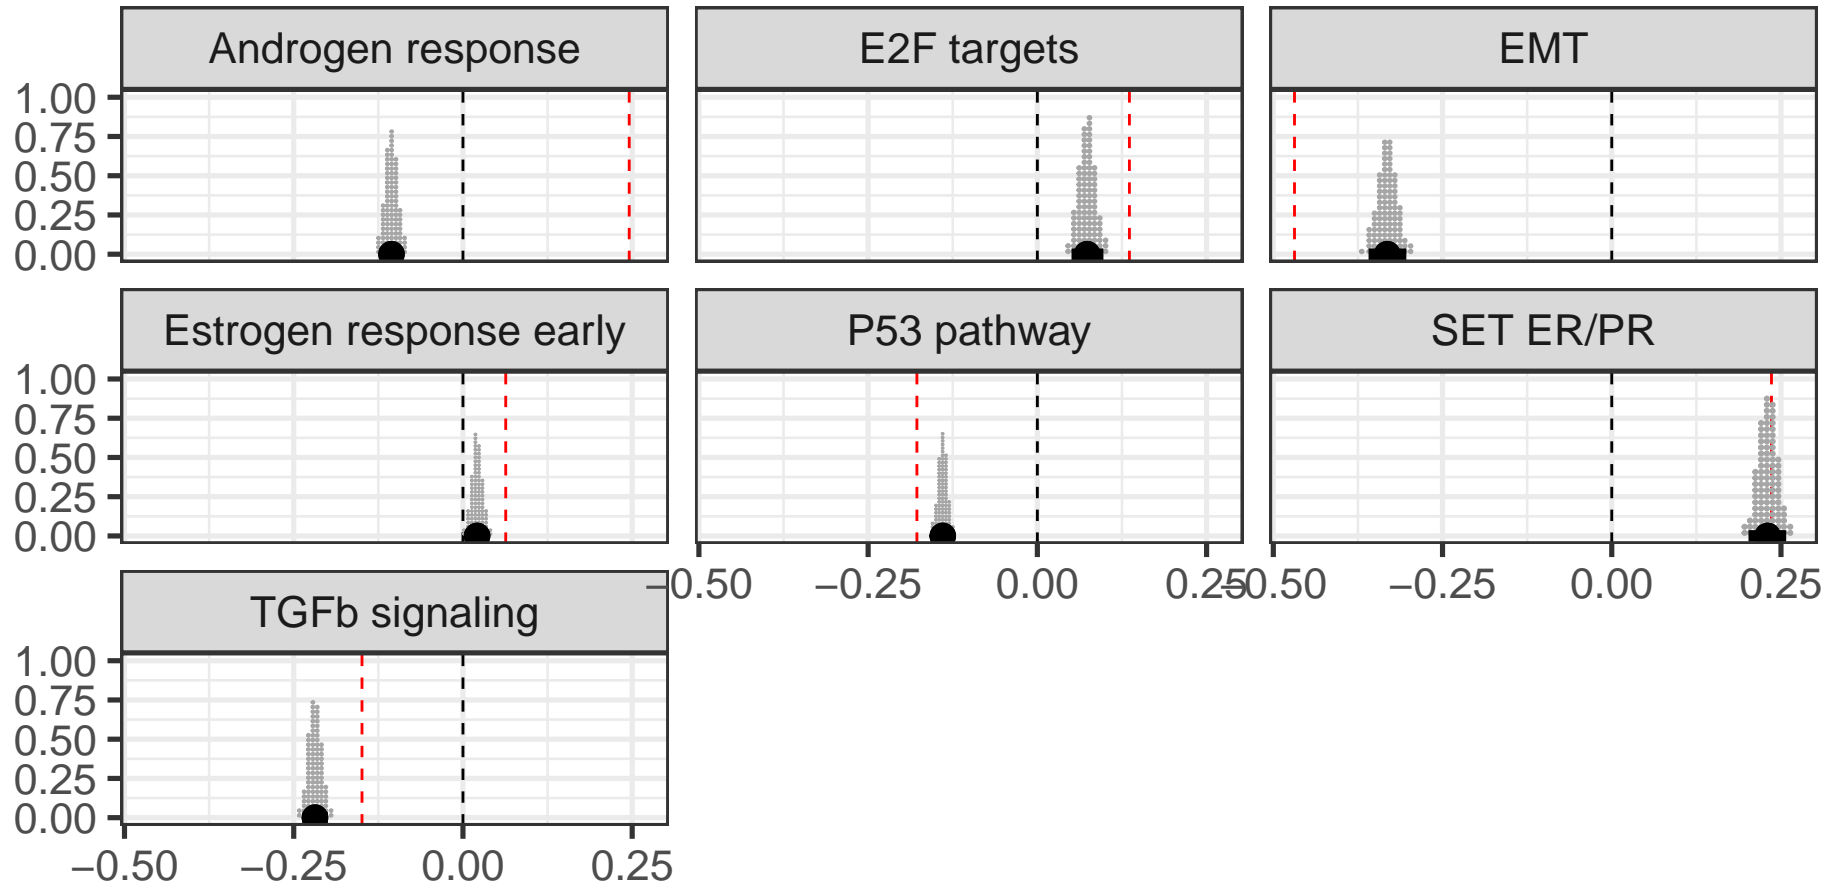 Androgen response
E2F targets
EMT
1.00
0.75
0.50
0.25
0.00
Estrogen response early
P53 pathway
SET ER/PR
1.00
0.75
0.50
0.25
0.00
−0.50 −0.25 0.00 0.25
−0.50 −0.25 0.00 0.25
TGFb signaling
1.00
0.75
0.50
0.25
0.00
−0.50 −0.25 0.00 0.25